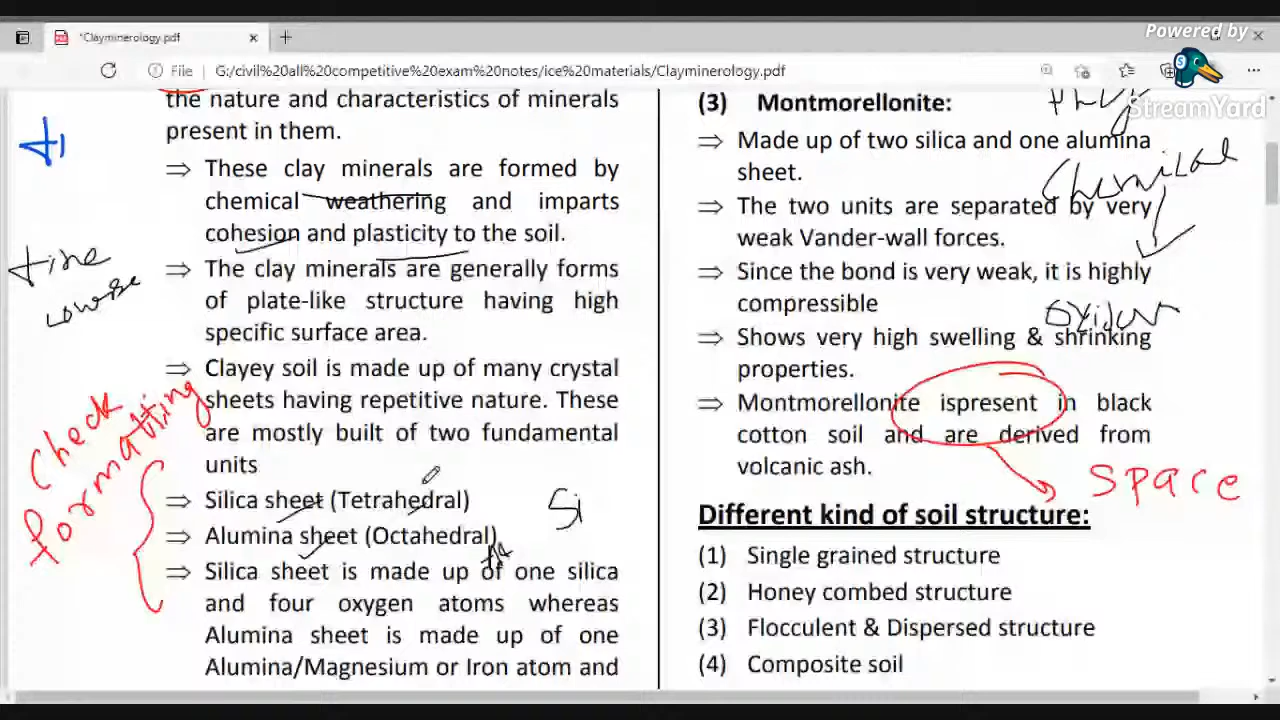 Powered by
StreamYard
*Clayminerology.pdf
File
G:/civil%20all%20competitive%20exam%20notes/ice%20materials/Clayminerology.pdf
the nature and characteristics of minerals
present in them.
⇒ These clay minerals are formed by
chemical weathering and imparts
cohesion and plasticity to the soil.
⇒ The clay minerals are generally forms
of plate-like structure having high
specific surface area.
⇒ Clayey soil is made up of many crystal
sheets having repetitive nature. These
are mostly built of two fundamental
units
⇒ Silica sheet (Tetrahedral)
⇒ Alumina sheet (Octahedral)
⇒ Silica sheet is made up of one silica
and four oxygen atoms whereas
Alumina sheet is made up of one
Alumina/Magnesium or Iron atom and
fine
coarse
Check
formatting
Si
(3) Montmorellonite:
⇒ Made up of two silica and one alumina
sheet.
⇒ The two units are separated by very
weak Vander-wall forces.
⇒ Since the bond is very weak, it is highly
compressible
⇒ Shows very high swelling & shrinking
properties.
⇒ Montmorellonite ispresent in black
cotton soil and are derived from
volcanic ash.
Chemical
space
Different kind of soil structure:
(1) Single grained structure
(2) Honey combed structure
(3) Flocculent & Dispersed structure
(4) Composite soil